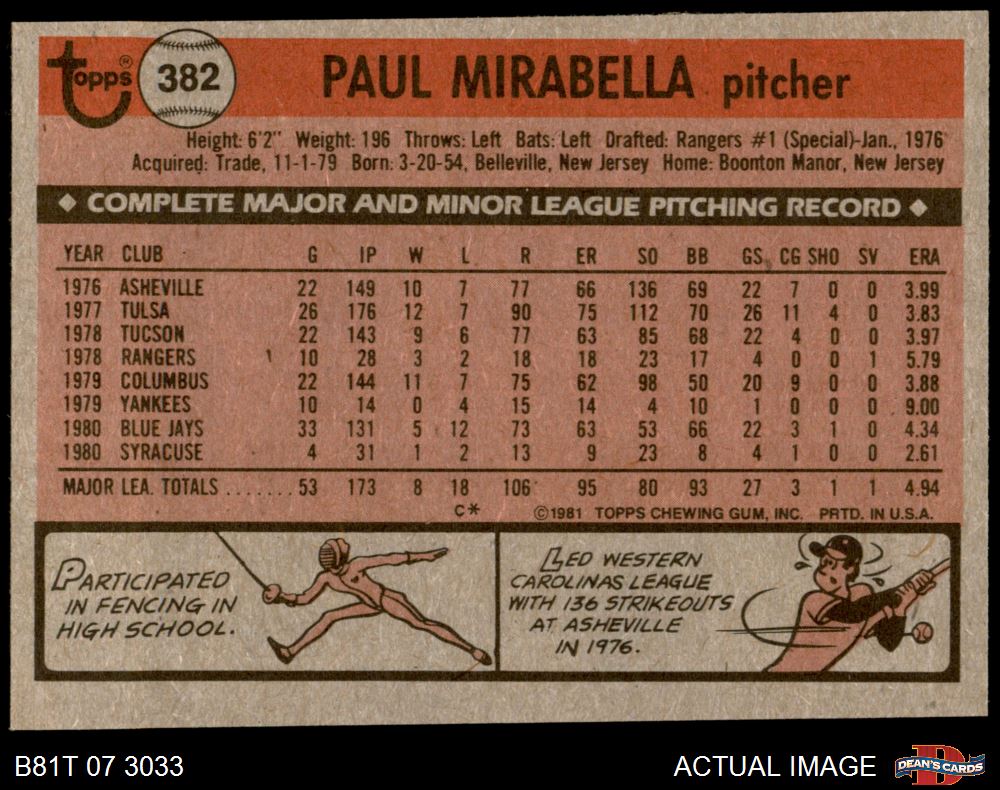 topps® 382 PAUL MIRABELLA pitcher
Height: 6'2" Weight: 196 Throws: Left Bats: Left Drafted: Rangers #1 (Special)-Jan., 1976
Acquired: Trade, 11-1-79 Born: 3-20-54, Belleville, New Jersey Home: Boonton Manor, New Jersey
◆ COMPLETE MAJOR AND MINOR LEAGUE PITCHING RECORD ◆
YEAR CLUB G IP W L R ER SO BB GS CG SHO SV ERA
1976 ASHEVILLE 22 149 10 7 77 66 136 69 22 7 0 0 3.99
1977 TULSA 26 176 12 7 90 75 112 70 26 11 4 0 3.83
1978 TUCSON 22 143 9 6 77 63 85 68 22 4 0 0 3.97
1978 RANGERS 10 28 3 2 18 18 23 17 4 0 0 1 5.79
1979 COLUMBUS 22 144 11 7 75 62 98 50 20 9 0 0 3.88
1979 YANKEES 10 14 0 4 15 14 4 10 1 0 0 0 9.00
1980 BLUE JAYS 33 131 5 12 73 63 53 66 22 3 1 0 4.34
1980 SYRACUSE 4 31 1 2 13 9 23 8 4 1 0 0 2.61
MAJOR LEA. TOTALS ....... 53 173 8 18 106 95 80 93 27 3 1 1 4.94
C* ©1981 TOPPS CHEWING GUM, INC. PRTD. IN U.S.A.
PARTICIPATED
IN FENCING IN
HIGH SCHOOL.
LED WESTERN
CAROLINAS LEAGUE
WITH 136 STRIKEOUTS
AT ASHEVILLE
IN 1976.
B81T 07 3033 ACTUAL IMAGE DEAN'S CARDS